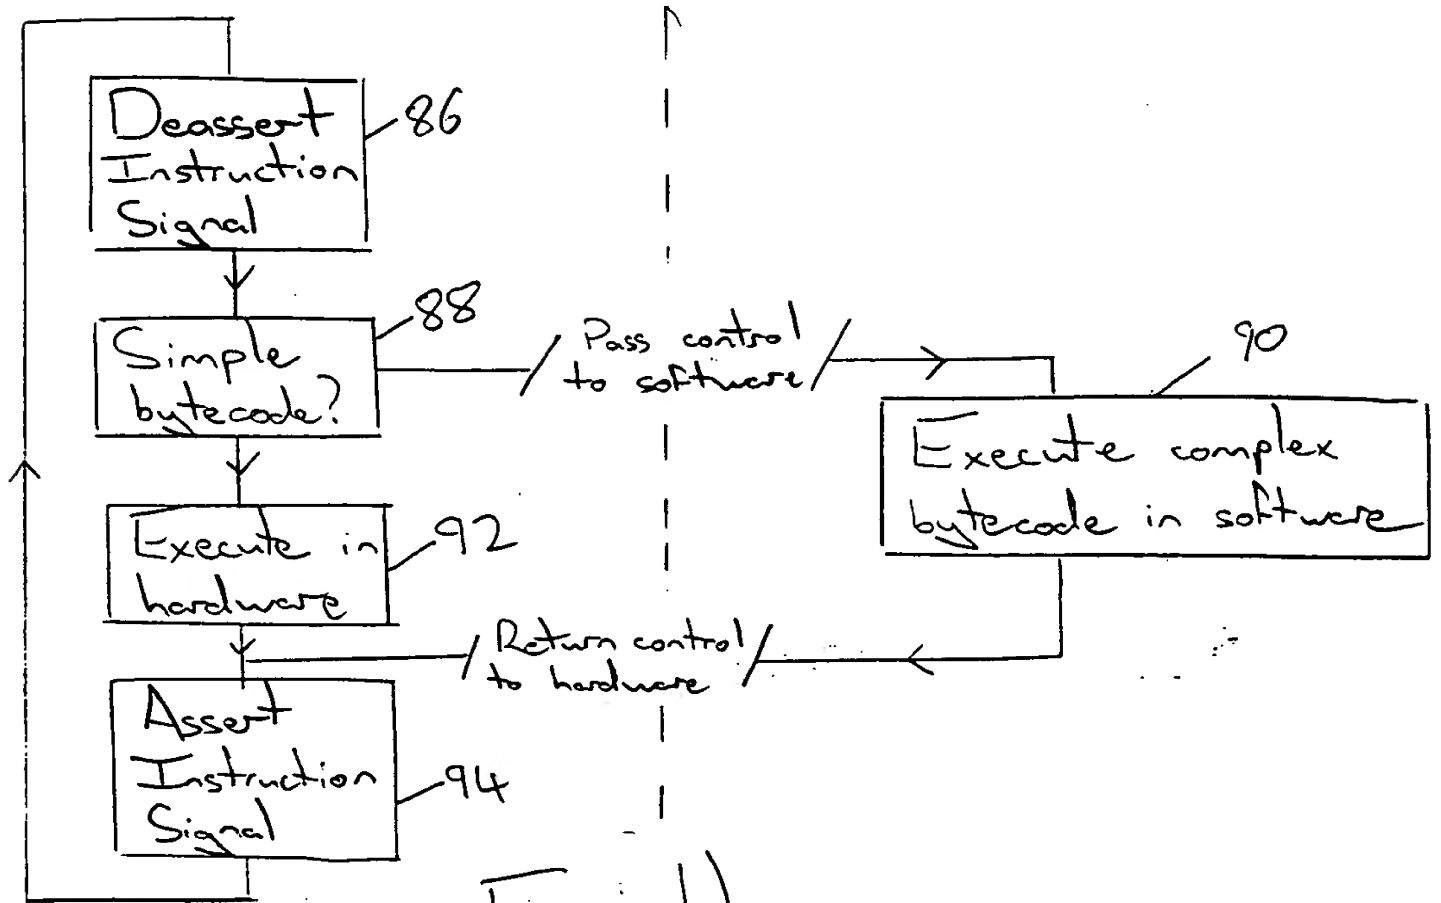 Deassert
Instruction
Signal
86
Simple
bytecode?
88
Pass control
to software
90
Execute complex
bytecode in software
Execute in
hardware
92
Return control
to hardware
Assert
Instruction
Signal
94